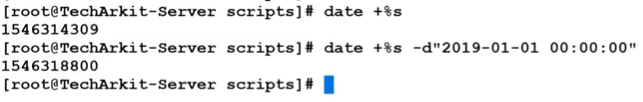 [root@TechArkit-Server scripts]# date +%s
1546314309
[root@TechArkit-Server scripts]# date +%s -d"2019-01-01 00:00:00"
1546318800
[root@TechArkit-Server scripts]#